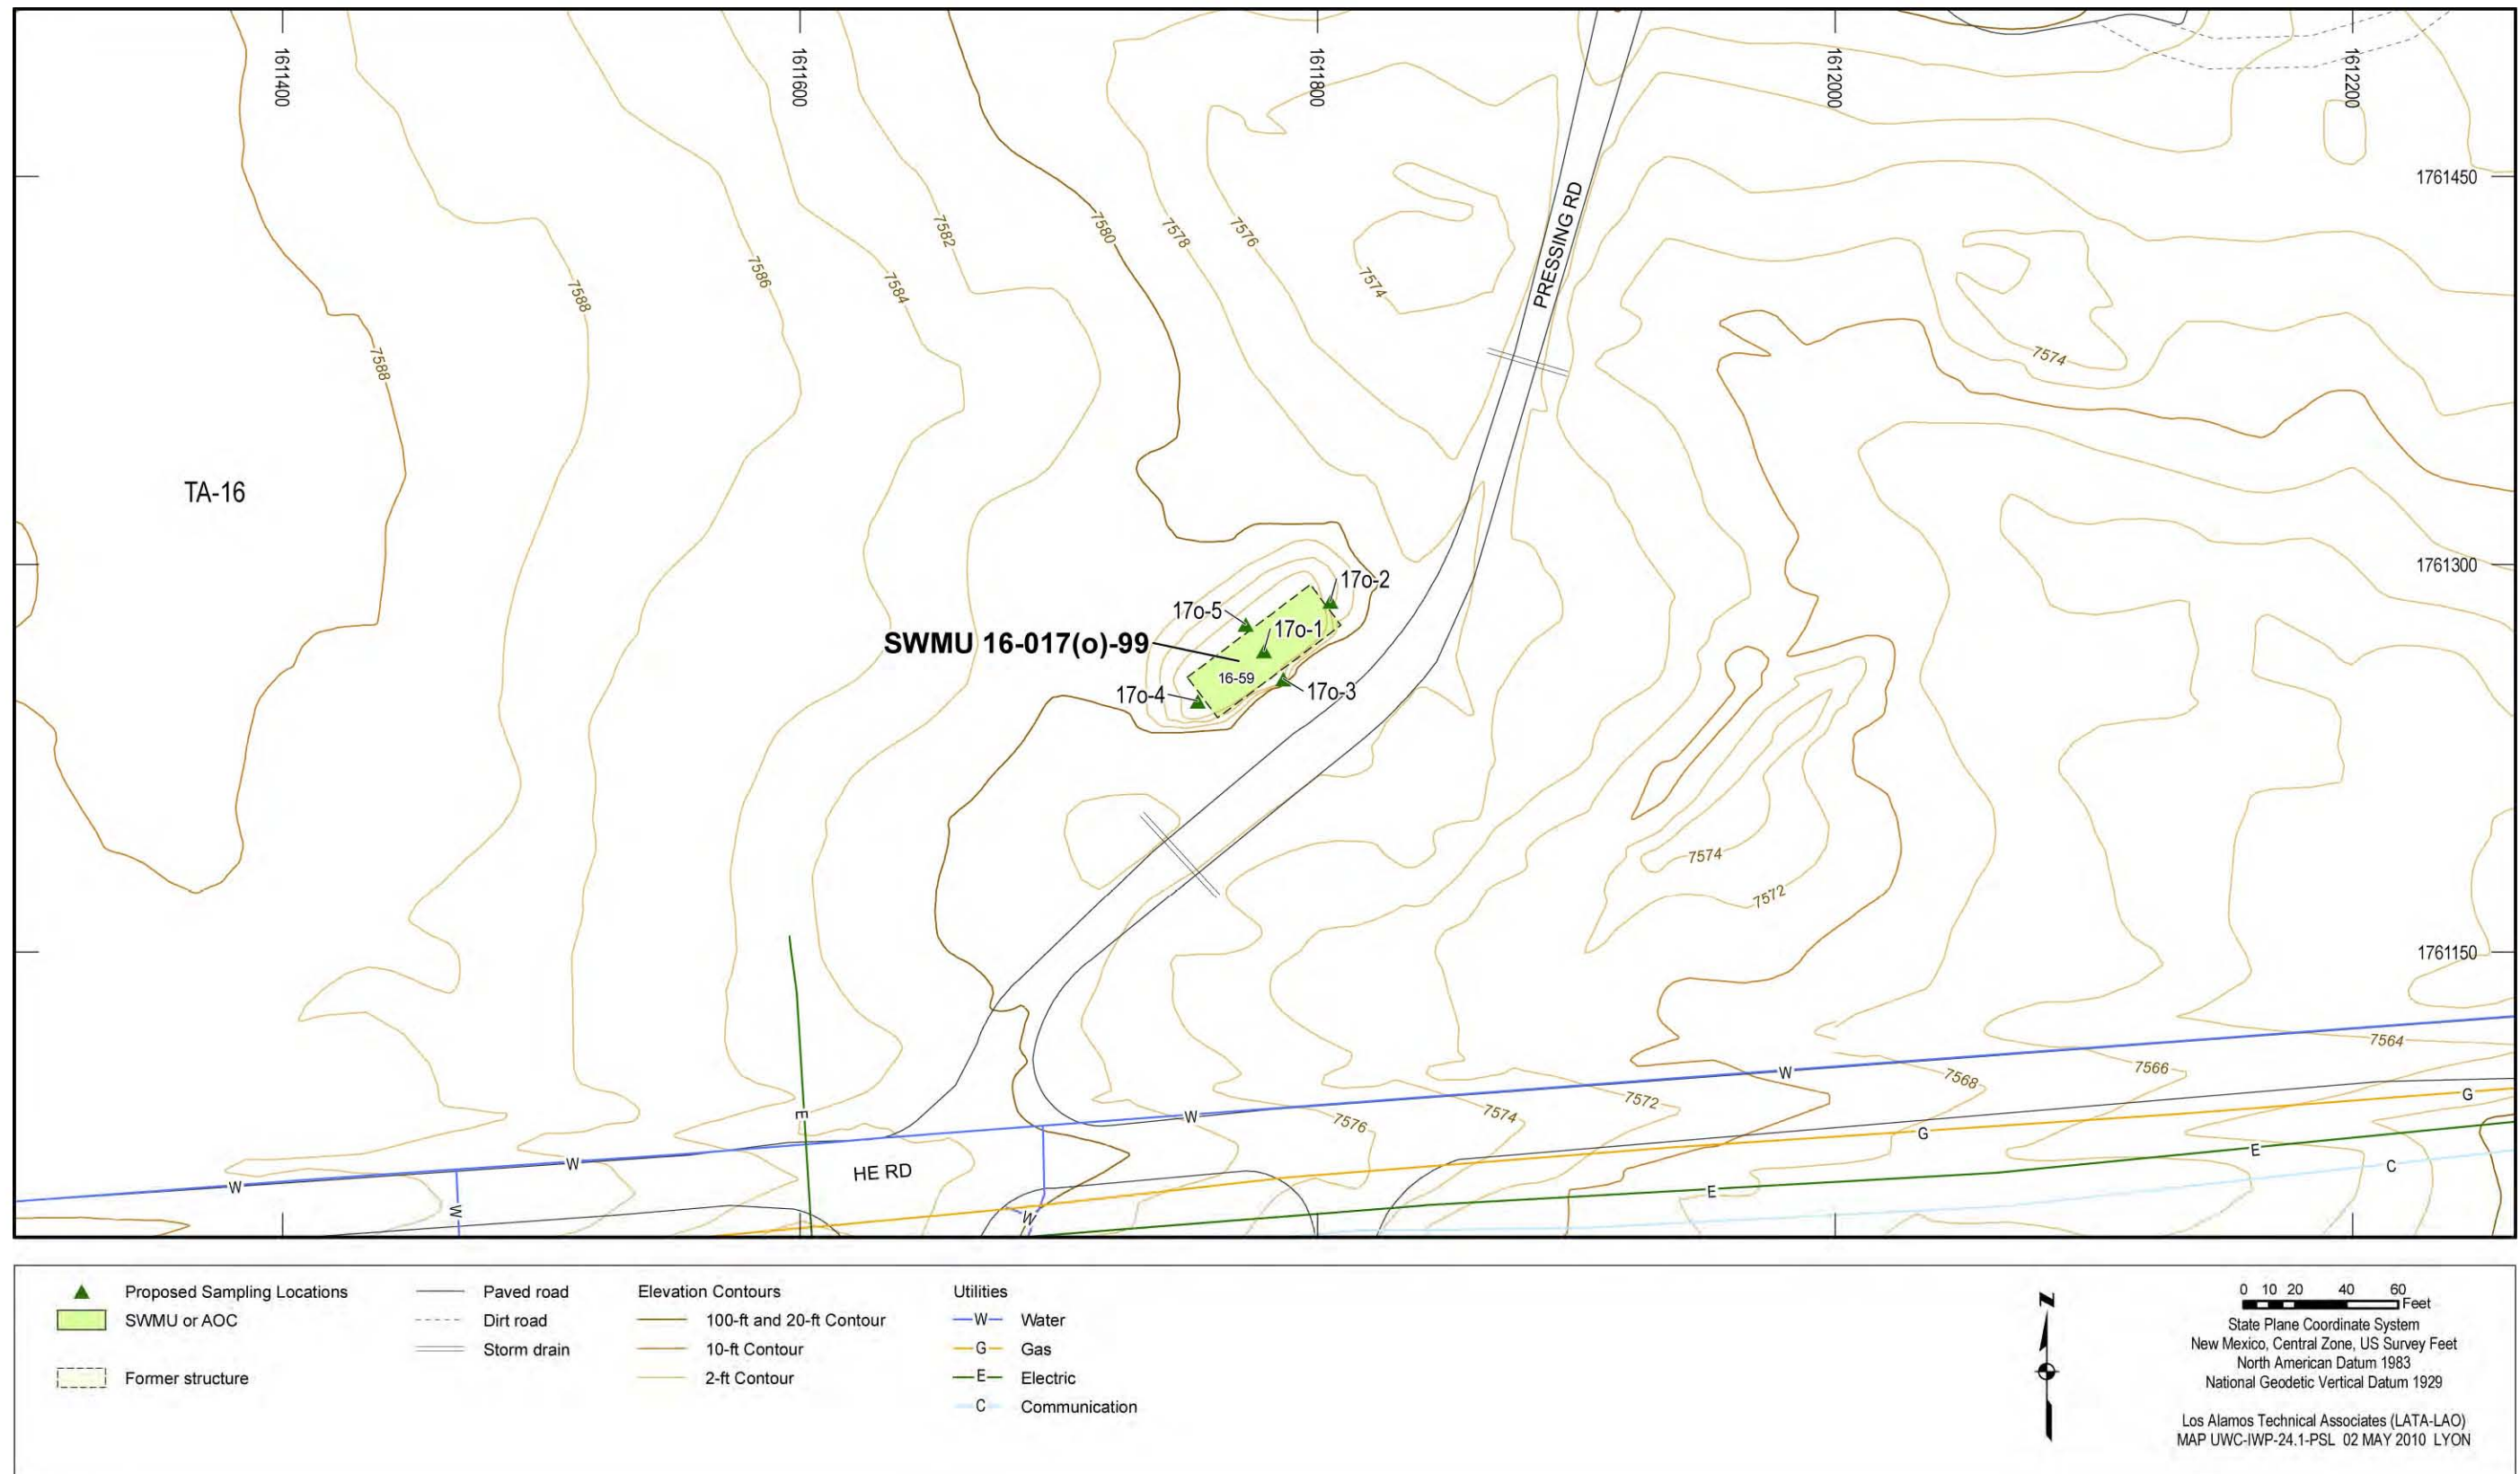 1611400
1611600
1611800
1612000
1612200
1761450
PRESSING RD
7582
7580
7578
7576
7586
7584
7588
7574
7588
7574
TA-16
1761300
17o-2
17o-5
17o-1
SWMU 16-017(o)-99
16-59
17o-4
17o-3
7574
7572
1761150
7564
7566
7568
W
7572
G
7574
E
W
7576
G
E
W
HE RD
C
W
E
W
W
Proposed Sampling Locations
SWMU or AOC
Former structure
Paved road
Dirt road
Storm drain
Elevation Contours
100-ft and 20-ft Contour
10-ft Contour
2-ft Contour
Utilities
W Water
G Gas
E Electric
C Communication
N
0 10 20 40 60
Feet
State Plane Coordinate System
New Mexico, Central Zone, US Survey Feet
North American Datum 1983
National Geodetic Vertical Datum 1929
Los Alamos Technical Associates (LATA-LAO)
MAP UWC-IWP-24.1-PSL 02 MAY 2010 LYON